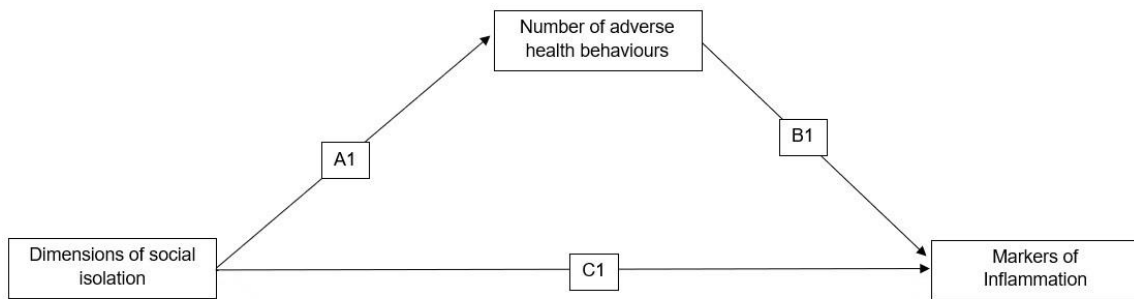 Number of adverse
health behaviours
A1
B1
Dimensions of social
isolation
C1
Markers of
Inflammation